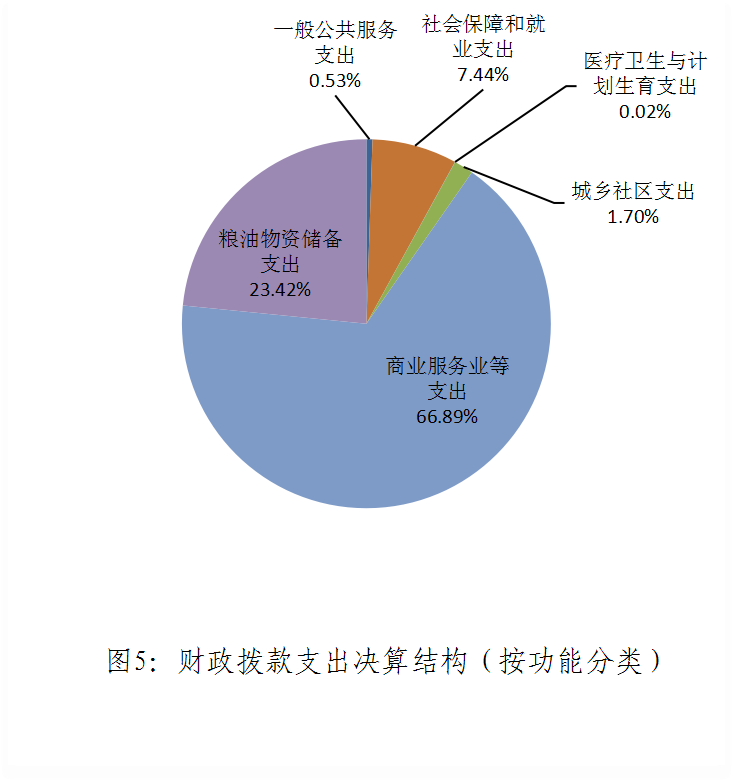 一般公共服务
支出
0.53%
社会保障和就
业支出
7.44%
医疗卫生与计
划生育支出
0.02%
城乡社区支出
1.70%
粮油物资储备
支出
23.42%
商业服务业等
支出
66.89%
图5：财政拨款支出决算结构（按功能分类）